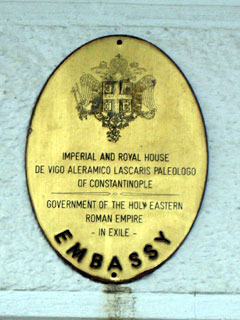 IMPERIAL AND ROYAL HOUSE
DE VIGO ALERAMICO LASCARIS PALEOLOGO
OF CONSTANTINOPLE
GOVERNMENT OF THE HOLY EASTERN
ROMAN EMPIRE
- IN EXILE -
EMBASSY